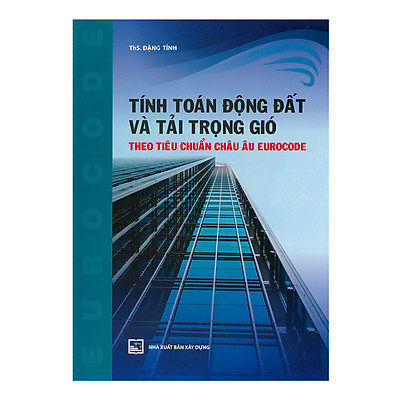 ThS. ĐẶNG TỈNH
TÍNH TOÁN ĐỘNG ĐẤT
VÀ TẢI TRỌNG GIÓ
THEO TIÊU CHUẨN CHÂU ÂU EUROCODE
EUROCODE
NHÀ XUẤT BẢN XÂY DỰNG